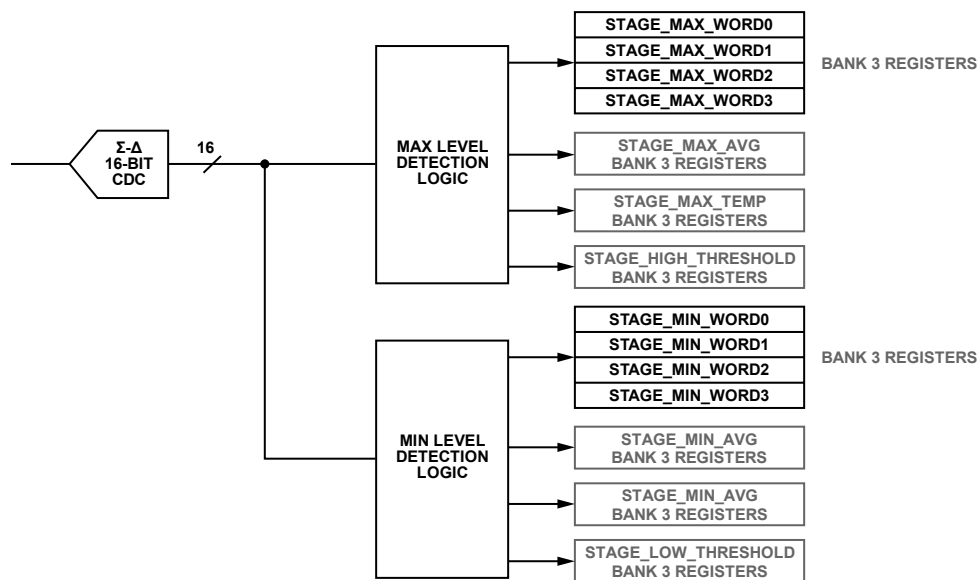 Σ-Δ
16-BIT
CDC
16
MAX LEVEL
DETECTION
LOGIC
STAGE_MAX_WORD0
STAGE_MAX_WORD1
STAGE_MAX_WORD2
STAGE_MAX_WORD3
BANK 3 REGISTERS
STAGE_MAX_AVG
BANK 3 REGISTERS
STAGE_MAX_TEMP
BANK 3 REGISTERS
STAGE_HIGH_THRESHOLD
BANK 3 REGISTERS
MIN LEVEL
DETECTION
LOGIC
STAGE_MIN_WORD0
STAGE_MIN_WORD1
STAGE_MIN_WORD2
STAGE_MIN_WORD3
BANK 3 REGISTERS
STAGE_MIN_AVG
BANK 3 REGISTERS
STAGE_MIN_AVG
BANK 3 REGISTERS
STAGE_LOW_THRESHOLD
BANK 3 REGISTERS